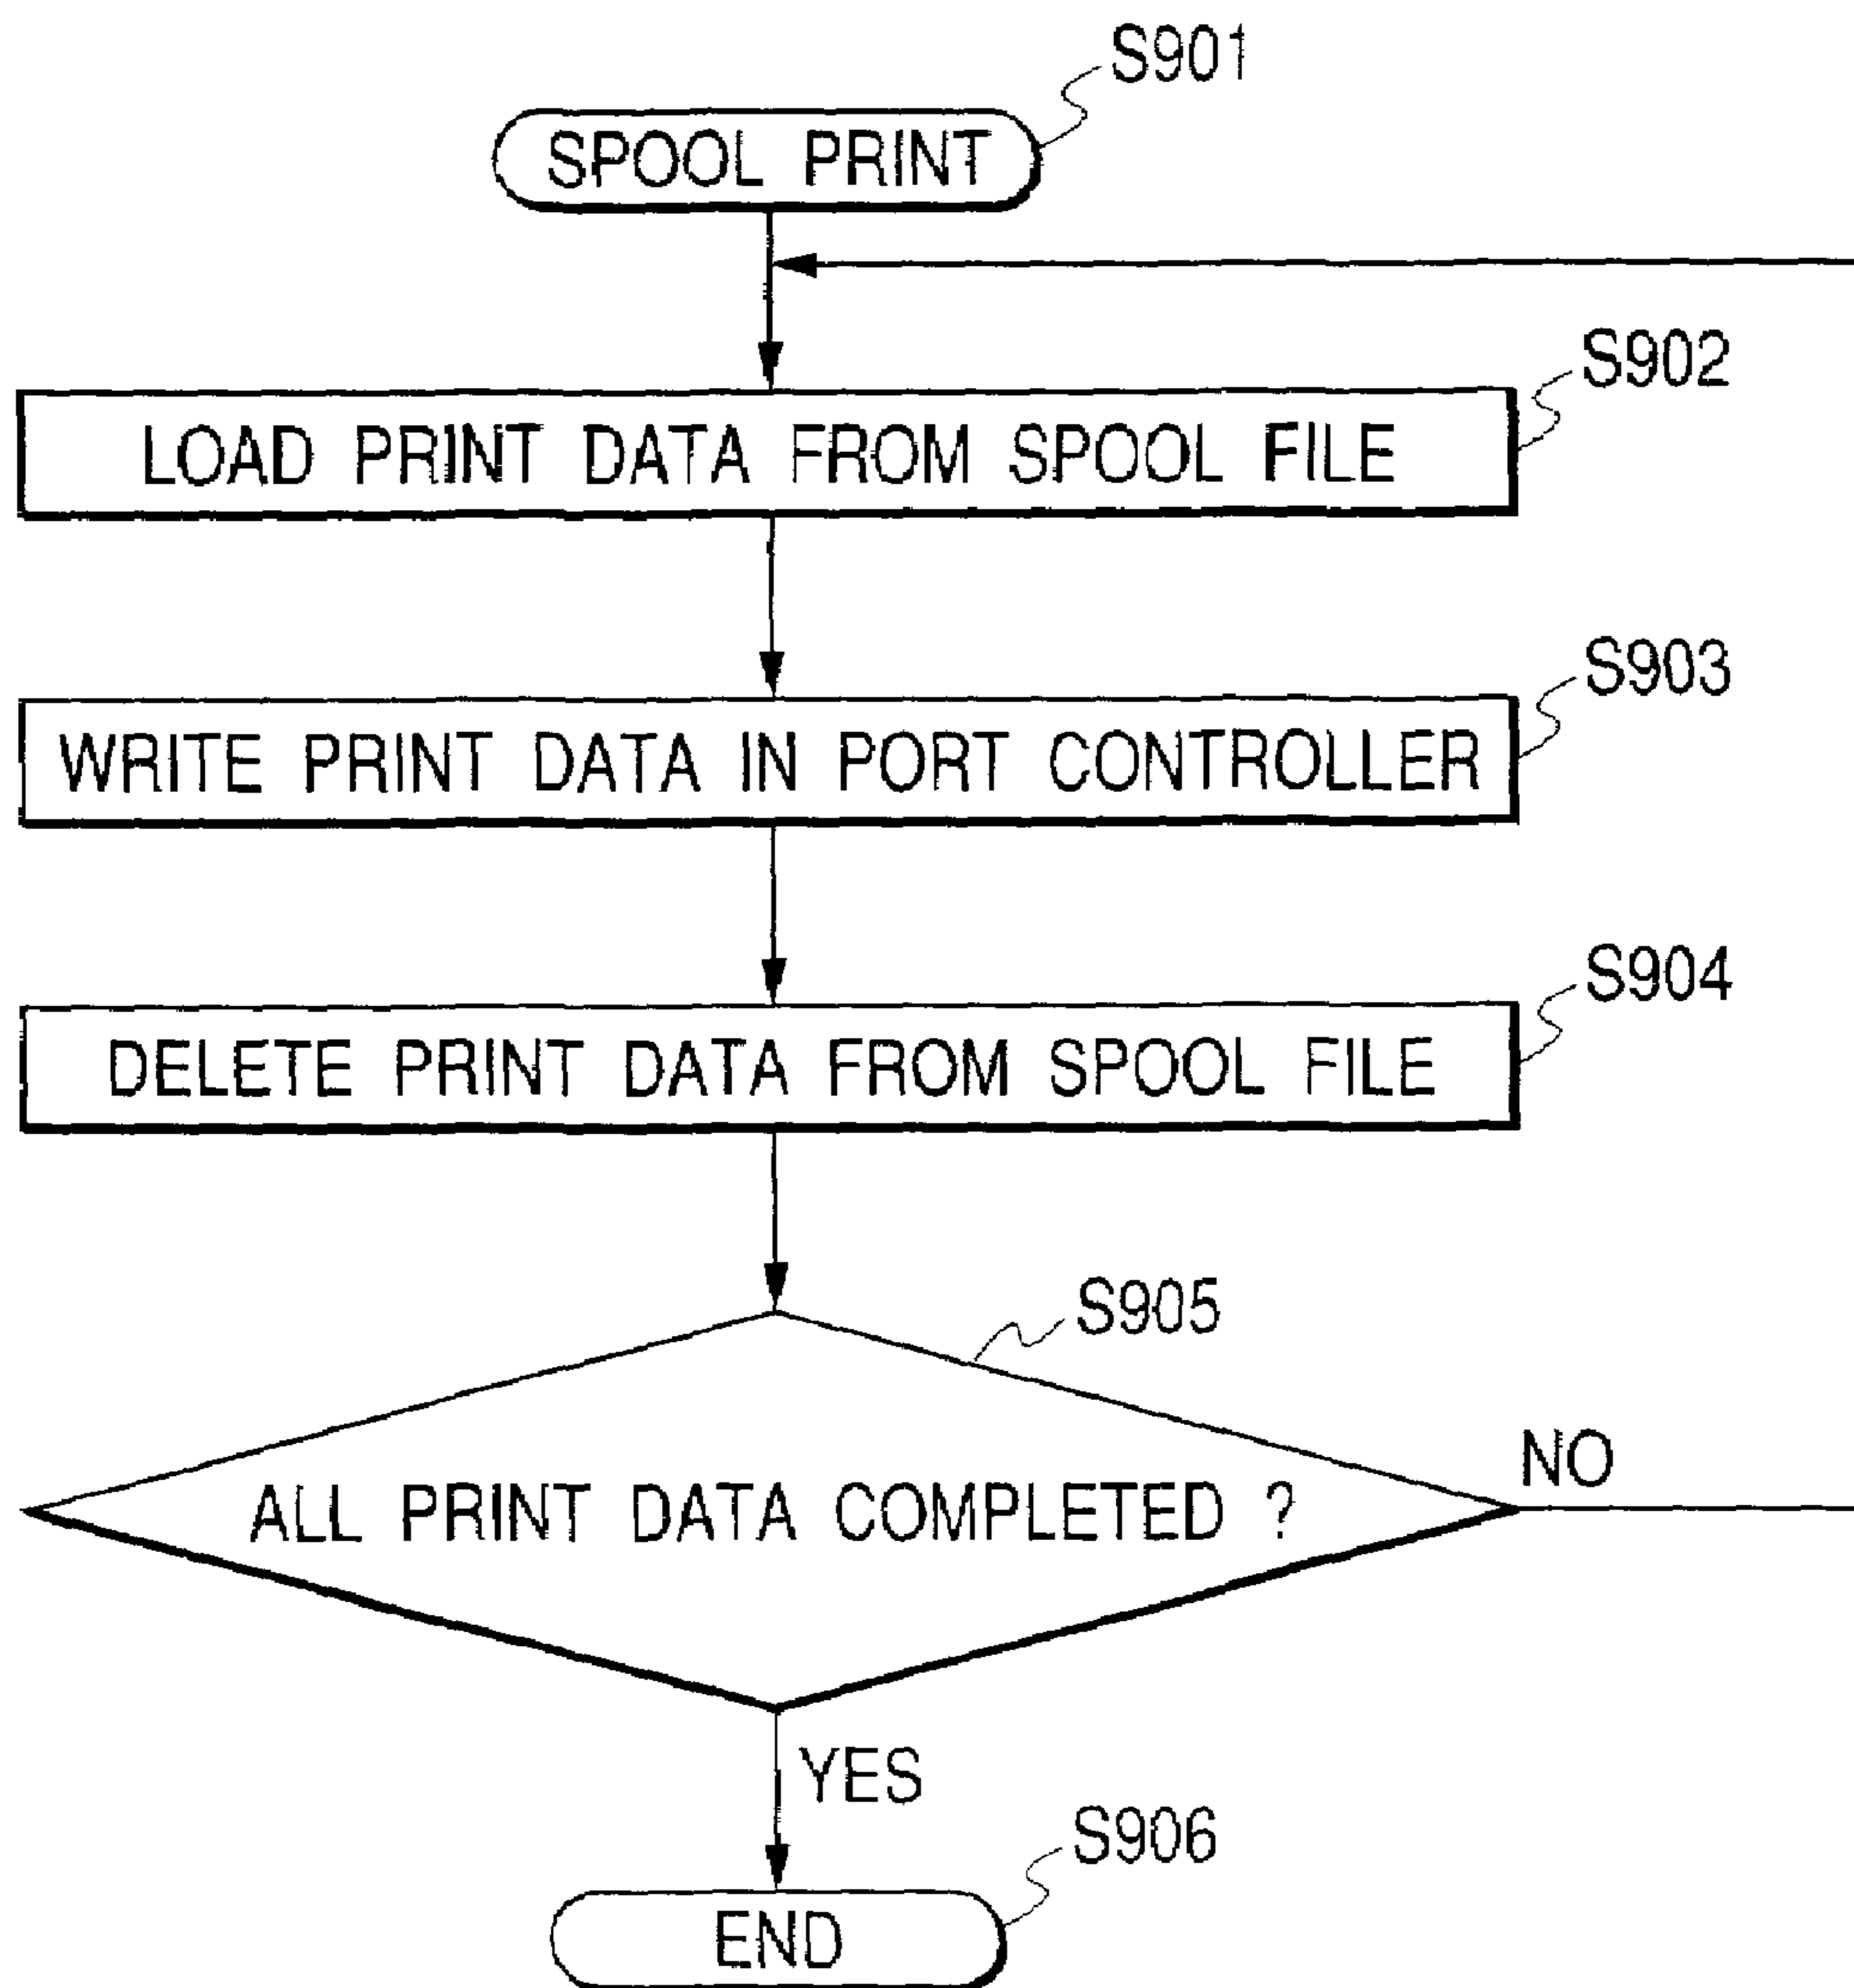 S901
SPOOL PRINT
S902
LOAD PRINT DATA FROM SPOOL FILE
S903
WRITE PRINT DATA IN PORT CONTROLLER
S904
DELETE PRINT DATA FROM SPOOL FILE
S905
NO
ALL PRINT DATA COMPLETED ?
YES
S906
END